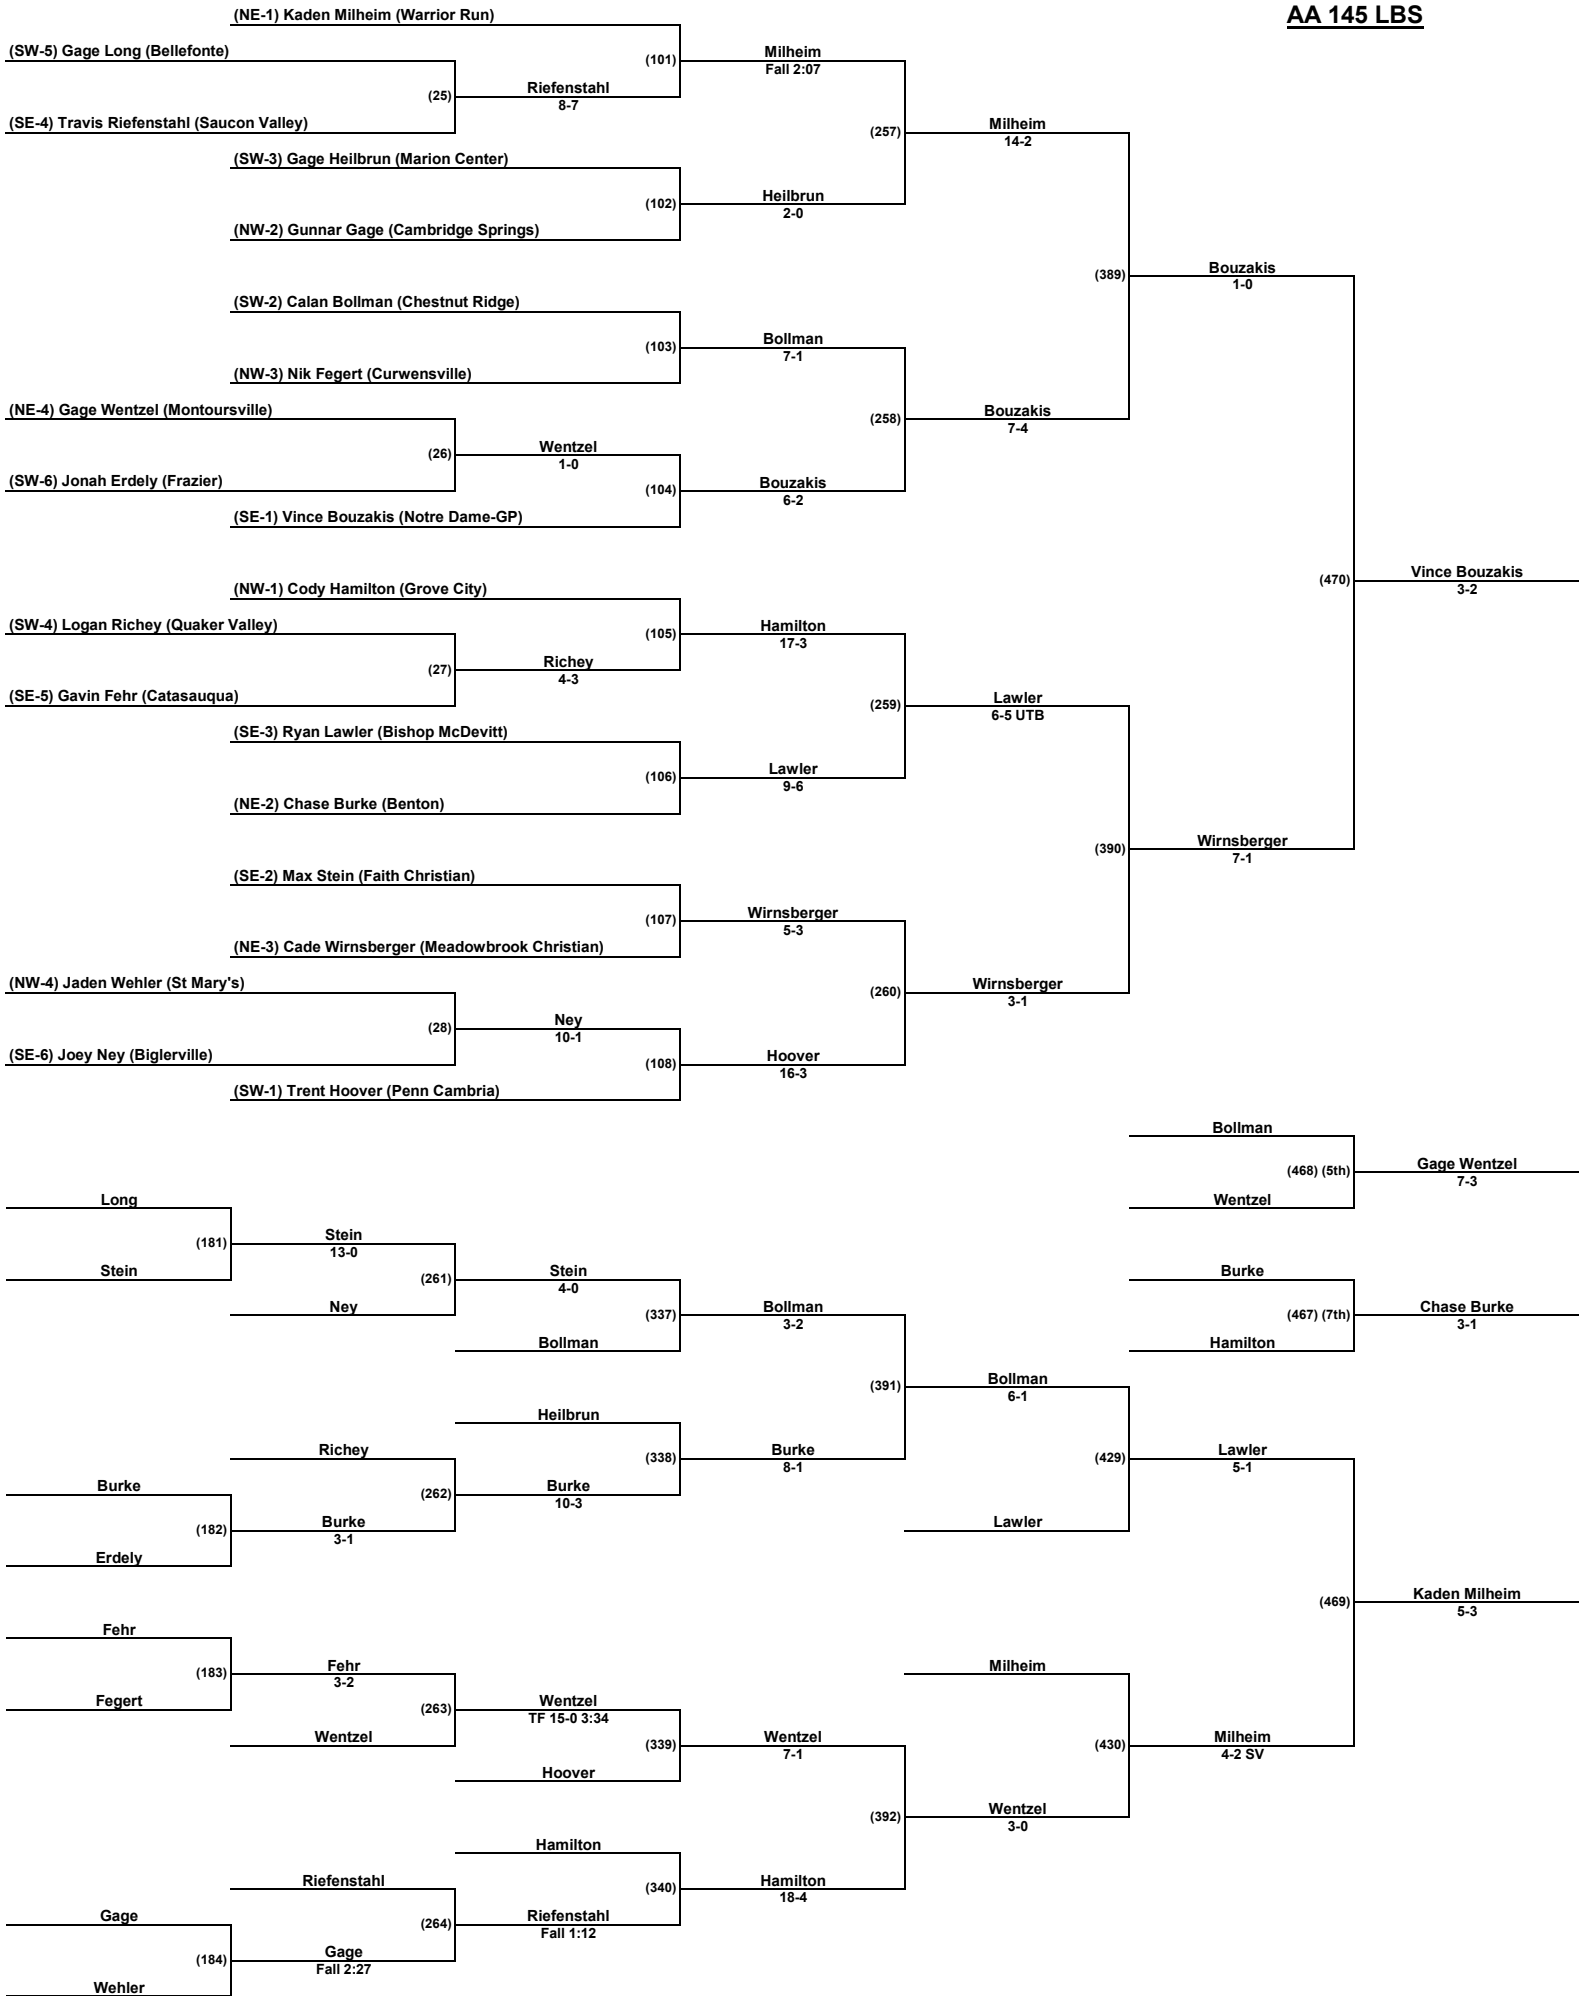 AA 145 LBS
(NE-1) Kaden Milheim (Warrior Run)
(SW-5) Gage Long (Bellefonte)
(101)
Milheim
Fall 2:07
(25)
Riefenstahl
8-7
(SE-4) Travis Riefenstahl (Saucon Valley)
(257)
Milheim
14-2
(SW-3) Gage Heilbrun (Marion Center)
(102)
Heilbrun
2-0
(NW-2) Gunnar Gage (Cambridge Springs)
(389)
Bouzakis
1-0
(SW-2) Calan Bollman (Chestnut Ridge)
(103)
Bollman
7-1
(NW-3) Nik Fegert (Curwensville)
(NE-4) Gage Wentzel (Montoursville)
(258)
Bouzakis
7-4
(26)
Wentzel
1-0
(SW-6) Jonah Erdely (Frazier)
(104)
Bouzakis
6-2
(SE-1) Vince Bouzakis (Notre Dame-GP)
(470)
Vince Bouzakis
3-2
(NW-1) Cody Hamilton (Grove City)
(SW-4) Logan Richey (Quaker Valley)
(105)
Hamilton
17-3
(27)
Richey
4-3
(SE-5) Gavin Fehr (Catasauqua)
(259)
Lawler
6-5 UTB
(SE-3) Ryan Lawler (Bishop McDevitt)
(106)
Lawler
9-6
(NE-2) Chase Burke (Benton)
(390)
Wirnsberger
7-1
(SE-2) Max Stein (Faith Christian)
(107)
Wirnsberger
5-3
(NE-3) Cade Wirnsberger (Meadowbrook Christian)
(NW-4) Jaden Wehler (St Mary's)
(260)
Wirnsberger
3-1
(28)
Ney
10-1
(SE-6) Joey Ney (Biglerville)
(108)
Hoover
16-3
(SW-1) Trent Hoover (Penn Cambria)
Bollman
(468) (5th)
Gage Wentzel
7-3
Wentzel
Long
(181)
Stein
13-0
Stein
(261)
Stein
4-0
Ney
(337)
Bollman
3-2
Bollman
Burke
(467) (7th)
Chase Burke
3-1
Hamilton
(391)
Bollman
6-1
Heilbrun
Richey
(338)
Burke
8-1
(429)
Lawler
5-1
Burke
(262)
Burke
10-3
(182)
Burke
3-1
Lawler
Erdely
(469)
Kaden Milheim
5-3
Fehr
(183)
Fehr
3-2
Milheim
Fegert
(263)
Wentzel
TF 15-0 3:34
Wentzel
(339)
Wentzel
7-1
(430)
Milheim
4-2 SV
Hoover
(392)
Wentzel
3-0
Hamilton
Riefenstahl
(340)
Hamilton
18-4
Gage
(264)
Riefenstahl
Fall 1:12
(184)
Gage
Fall 2:27
Wehler